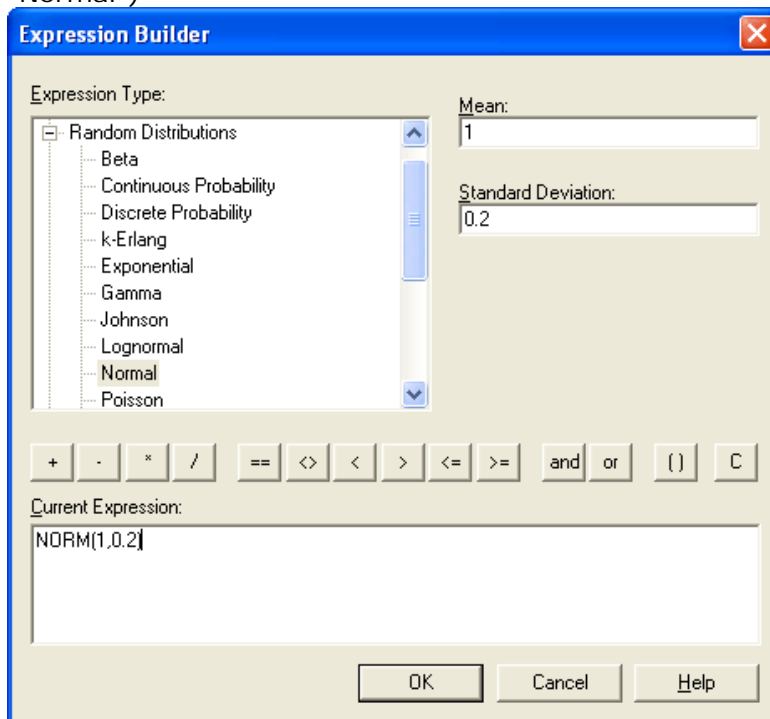 Normal )
Expression Builder
Expression Type:
Random Distributions
Beta
Continuous Probability
Discrete Probability
k-Erlang
Exponential
Gamma
Johnson
Lognormal
Normal
Poisson
Mean:
1
Standard Deviation:
0.2
+ - * / == <> < > <= >= and or ( ) C
Current Expression:
NORM(1,0.2)
OK Cancel Help